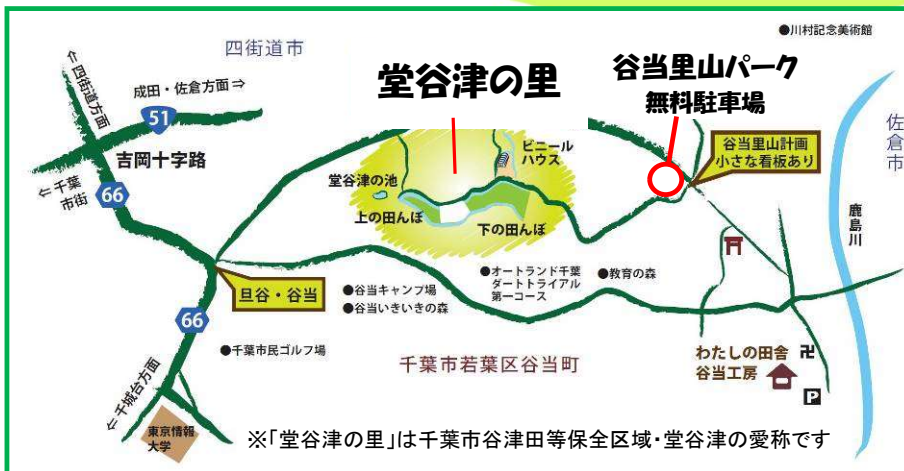 ●川村記念美術館
四街道市
堂谷津の里
谷当里山パーク
無料駐車場
↑四街道方面
成田・佐倉方面→
51
吉岡十字路
←千葉
市街
66
ビニール
ハウス
堂谷津の池
上の田んぼ
下の田んぼ
谷当里山計画
小さな看板あり
佐倉市
鹿島川
旦谷・谷当
●谷当キャンプ場
●谷当いきいきの森
●オートランド千葉
ダートトライアル
第一コース
●教育の森
66
●千葉市民ゴルフ場
千葉市若葉区谷当町
わたしの田舎
谷当工房
卍
P
←千城台方面
東京情報
大学
※「堂谷津の里」は千葉市谷津田等保全区域・堂谷津の愛称です